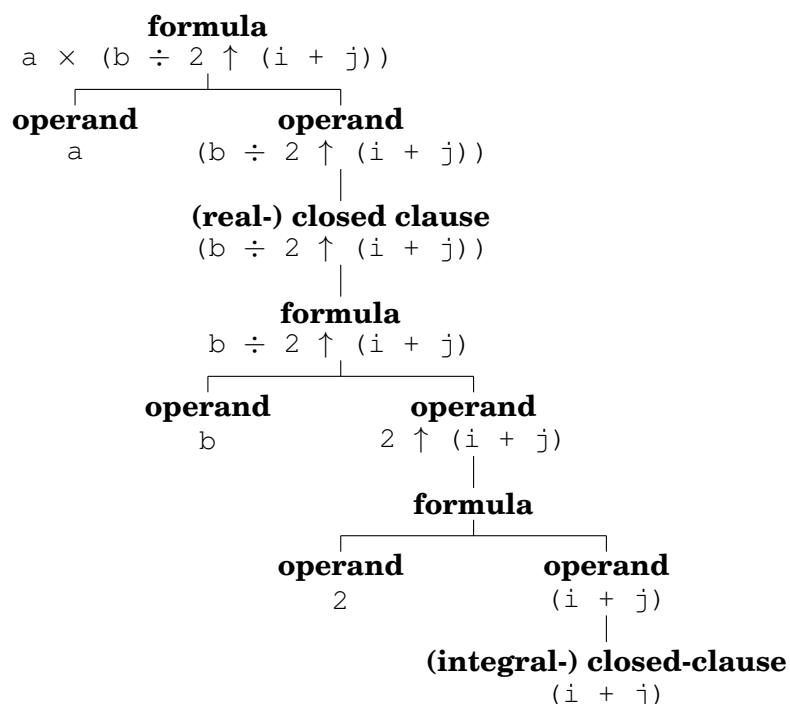 formula
a × (b ÷ 2 ↑ (i + j))
operand operand
a (b ÷ 2 ↑ (i + j))
(real-) closed clause
(b ÷ 2 ↑ (i + j))
formula
b ÷ 2 ↑ (i + j)
operand operand
b 2 ↑ (i + j)
formula
operand operand
2 (i + j)
(integral-) closed-clause
(i + j)